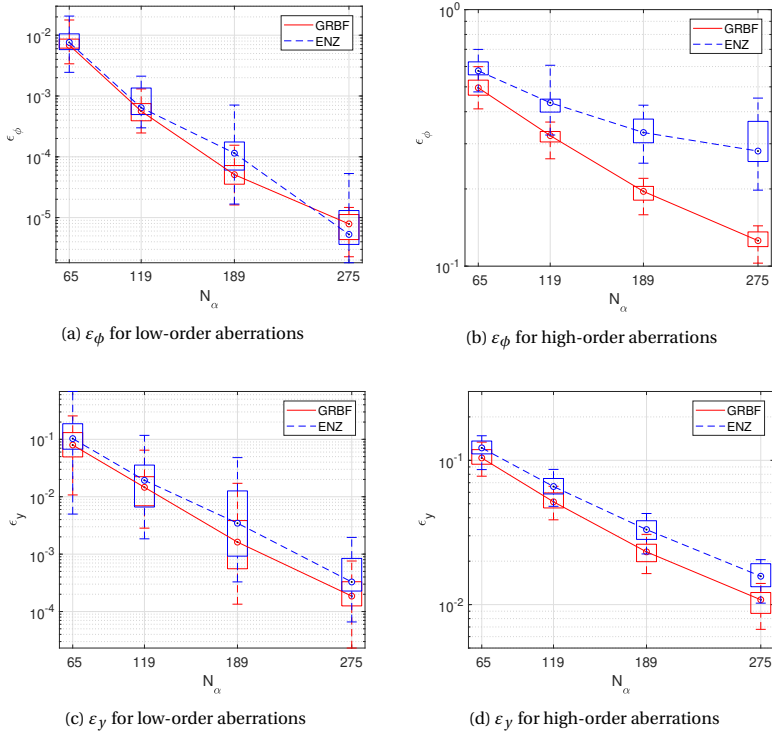 10^-2
10^-3
10^-4
10^-5
ϵ_ϕ
65
119
189
275
N_α
GRBF
ENZ
(a) ε_ϕ for low-order aberrations
10^0
10^-1
ϵ_ϕ
65
119
189
275
N_α
GRBF
ENZ
(b) ε_ϕ for high-order aberrations
10^-1
10^-2
10^-3
10^-4
ϵ_y
65
119
189
275
N_α
GRBF
ENZ
(c) ε_y for low-order aberrations
10^-1
10^-2
ϵ_y
65
119
189
275
N_α
GRBF
ENZ
(d) ε_y for high-order aberrations